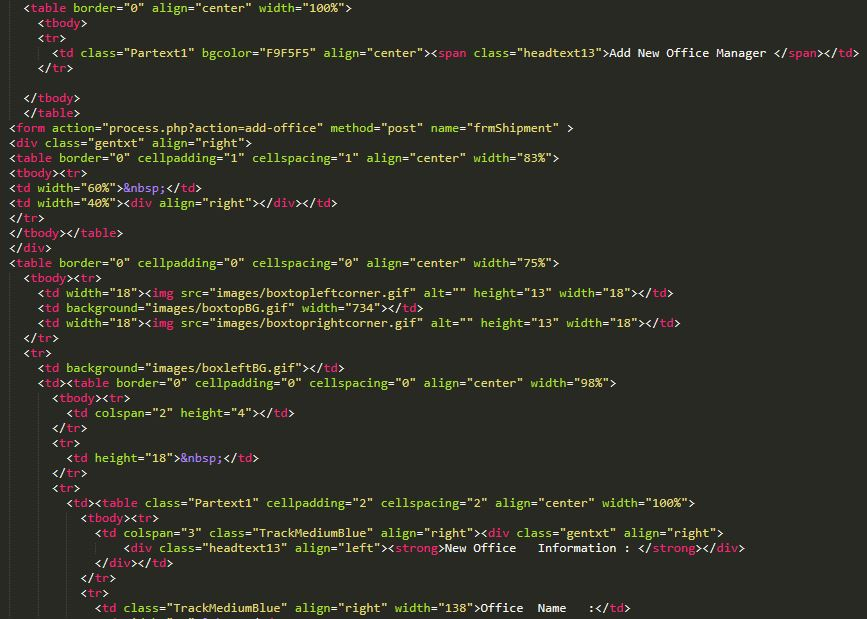 <table border="0" align="center" width="100%">
<tbody>
<tr>
<td class="Partext1" bgcolor="F9F5F5" align="center"><span class="headtext13">Add New Office Manager </span></td>
</tr>
</tbody>
</table>
<form action="process.php?action=add-office" method="post" name="frmShipment" >
<div class="gentxt" align="right">
<table border="0" cellpadding="1" cellspacing="1" align="center" width="83%">
<tbody><tr>
<td width="60%">&nbsp;</td>
<td width="40%"><div align="right"></div></td>
</tr>
</tbody></table>
</div>
<table border="0" cellpadding="0" cellspacing="0" align="center" width="75%">
<tbody><tr>
<td width="18"><img src="images/boxtopleftcorner.gif" alt="" height="13" width="18"></td>
<td background="images/boxtopBG.gif" width="734"></td>
<td width="18"><img src="images/boxtoprightcorner.gif" alt="" height="13" width="18"></td>
</tr>
<tr>
<td background="images/boxleftBG.gif"></td>
<td><table border="0" cellpadding="0" cellspacing="0" align="center" width="98%">
<tbody><tr>
<td colspan="2" height="4"></td>
</tr>
<tr>
<td height="18">&nbsp;</td>
</tr>
<tr>
<td><table class="Partext1" cellpadding="2" cellspacing="2" align="center" width="100%">
<tbody><tr>
<td colspan="3" class="TrackMediumBlue" align="right"><div class="gentxt" align="right">
<div class="headtext13" align="left"><strong>New Office   Information : </strong></div>
</div></td>
</tr>
<tr>
<td class="TrackMediumBlue" align="right" width="138">Office  Name   :</td>